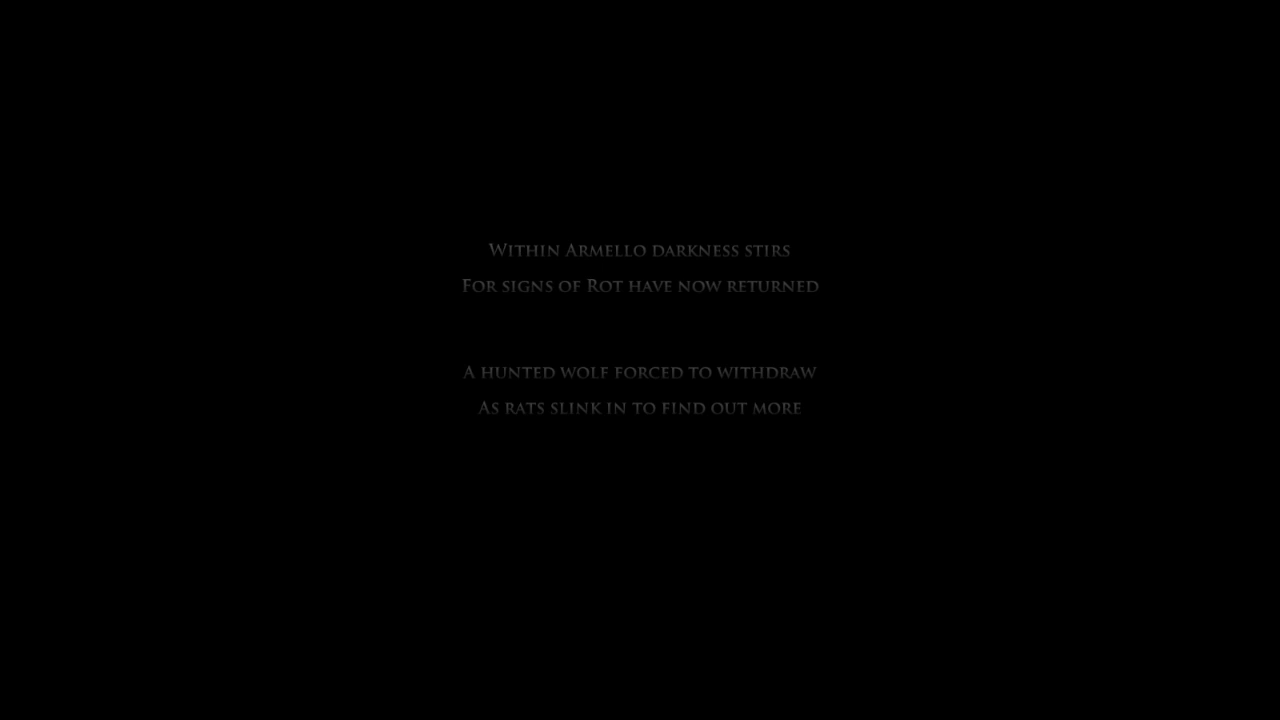 Within Armello darkness stirs
For signs of Rot have now returned
A hunted wolf forced to withdraw
As rats slink in to find out more